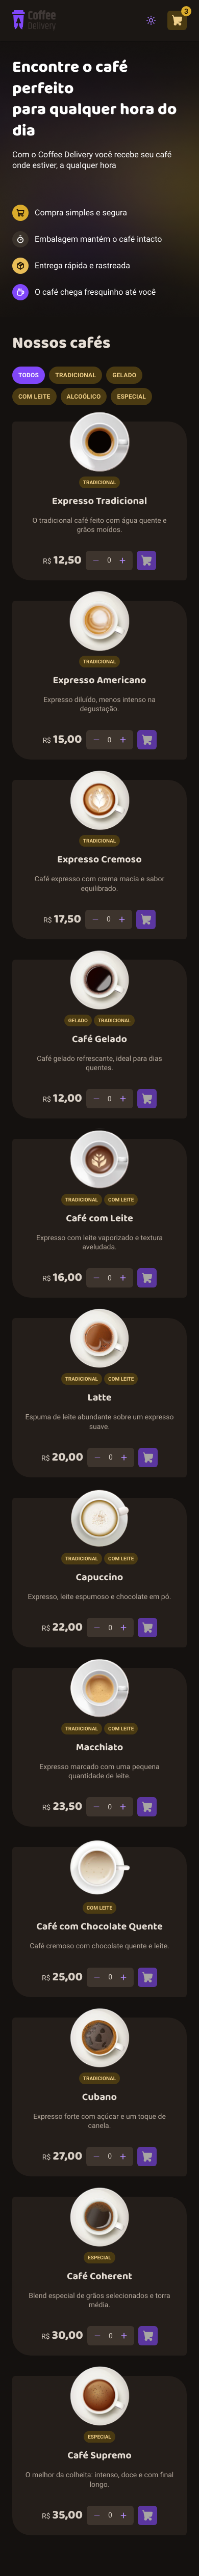 Coffee
Delivery
3
Encontre o café
perfeito
para qualquer hora do
dia
Com o Coffee Delivery você recebe seu café
onde estiver, a qualquer hora
Compra simples e segura
Embalagem mantém o café intacto
Entrega rápida e rastreada
O café chega fresquinho até você
Nossos cafés
TODOS TRADICIONAL GELADO
COM LEITE ALCOÓLICO ESPECIAL
TRADICIONAL
Expresso Tradicional
O tradicional café feito com água quente e
grãos moídos.
R$ 12,50 − 0 +
TRADICIONAL
Expresso Americano
Expresso diluído, menos intenso na
degustação.
R$ 15,00 − 0 +
TRADICIONAL
Expresso Cremoso
Café expresso com crema macia e sabor
equilibrado.
R$ 17,50 − 0 +
GELADO TRADICIONAL
Café Gelado
Café gelado refrescante, ideal para dias
quentes.
R$ 12,00 − 0 +
TRADICIONAL COM LEITE
Café com Leite
Expresso com leite vaporizado e textura
aveludada.
R$ 16,00 − 0 +
TRADICIONAL COM LEITE
Latte
Espuma de leite abundante sobre um expresso
suave.
R$ 20,00 − 0 +
TRADICIONAL COM LEITE
Capuccino
Expresso, leite espumoso e chocolate em pó.
R$ 22,00 − 0 +
TRADICIONAL COM LEITE
Macchiato
Expresso marcado com uma pequena
quantidade de leite.
R$ 23,50 − 0 +
COM LEITE
Café com Chocolate Quente
Café cremoso com chocolate quente e leite.
R$ 25,00 − 0 +
TRADICIONAL
Cubano
Expresso forte com açúcar e um toque de
canela.
R$ 27,00 − 0 +
ESPECIAL
Café Coherent
Blend especial de grãos selecionados e torra
média.
R$ 30,00 − 0 +
ESPECIAL
Café Supremo
O melhor da colheita: intenso, doce e com final
longo.
R$ 35,00 − 0 +